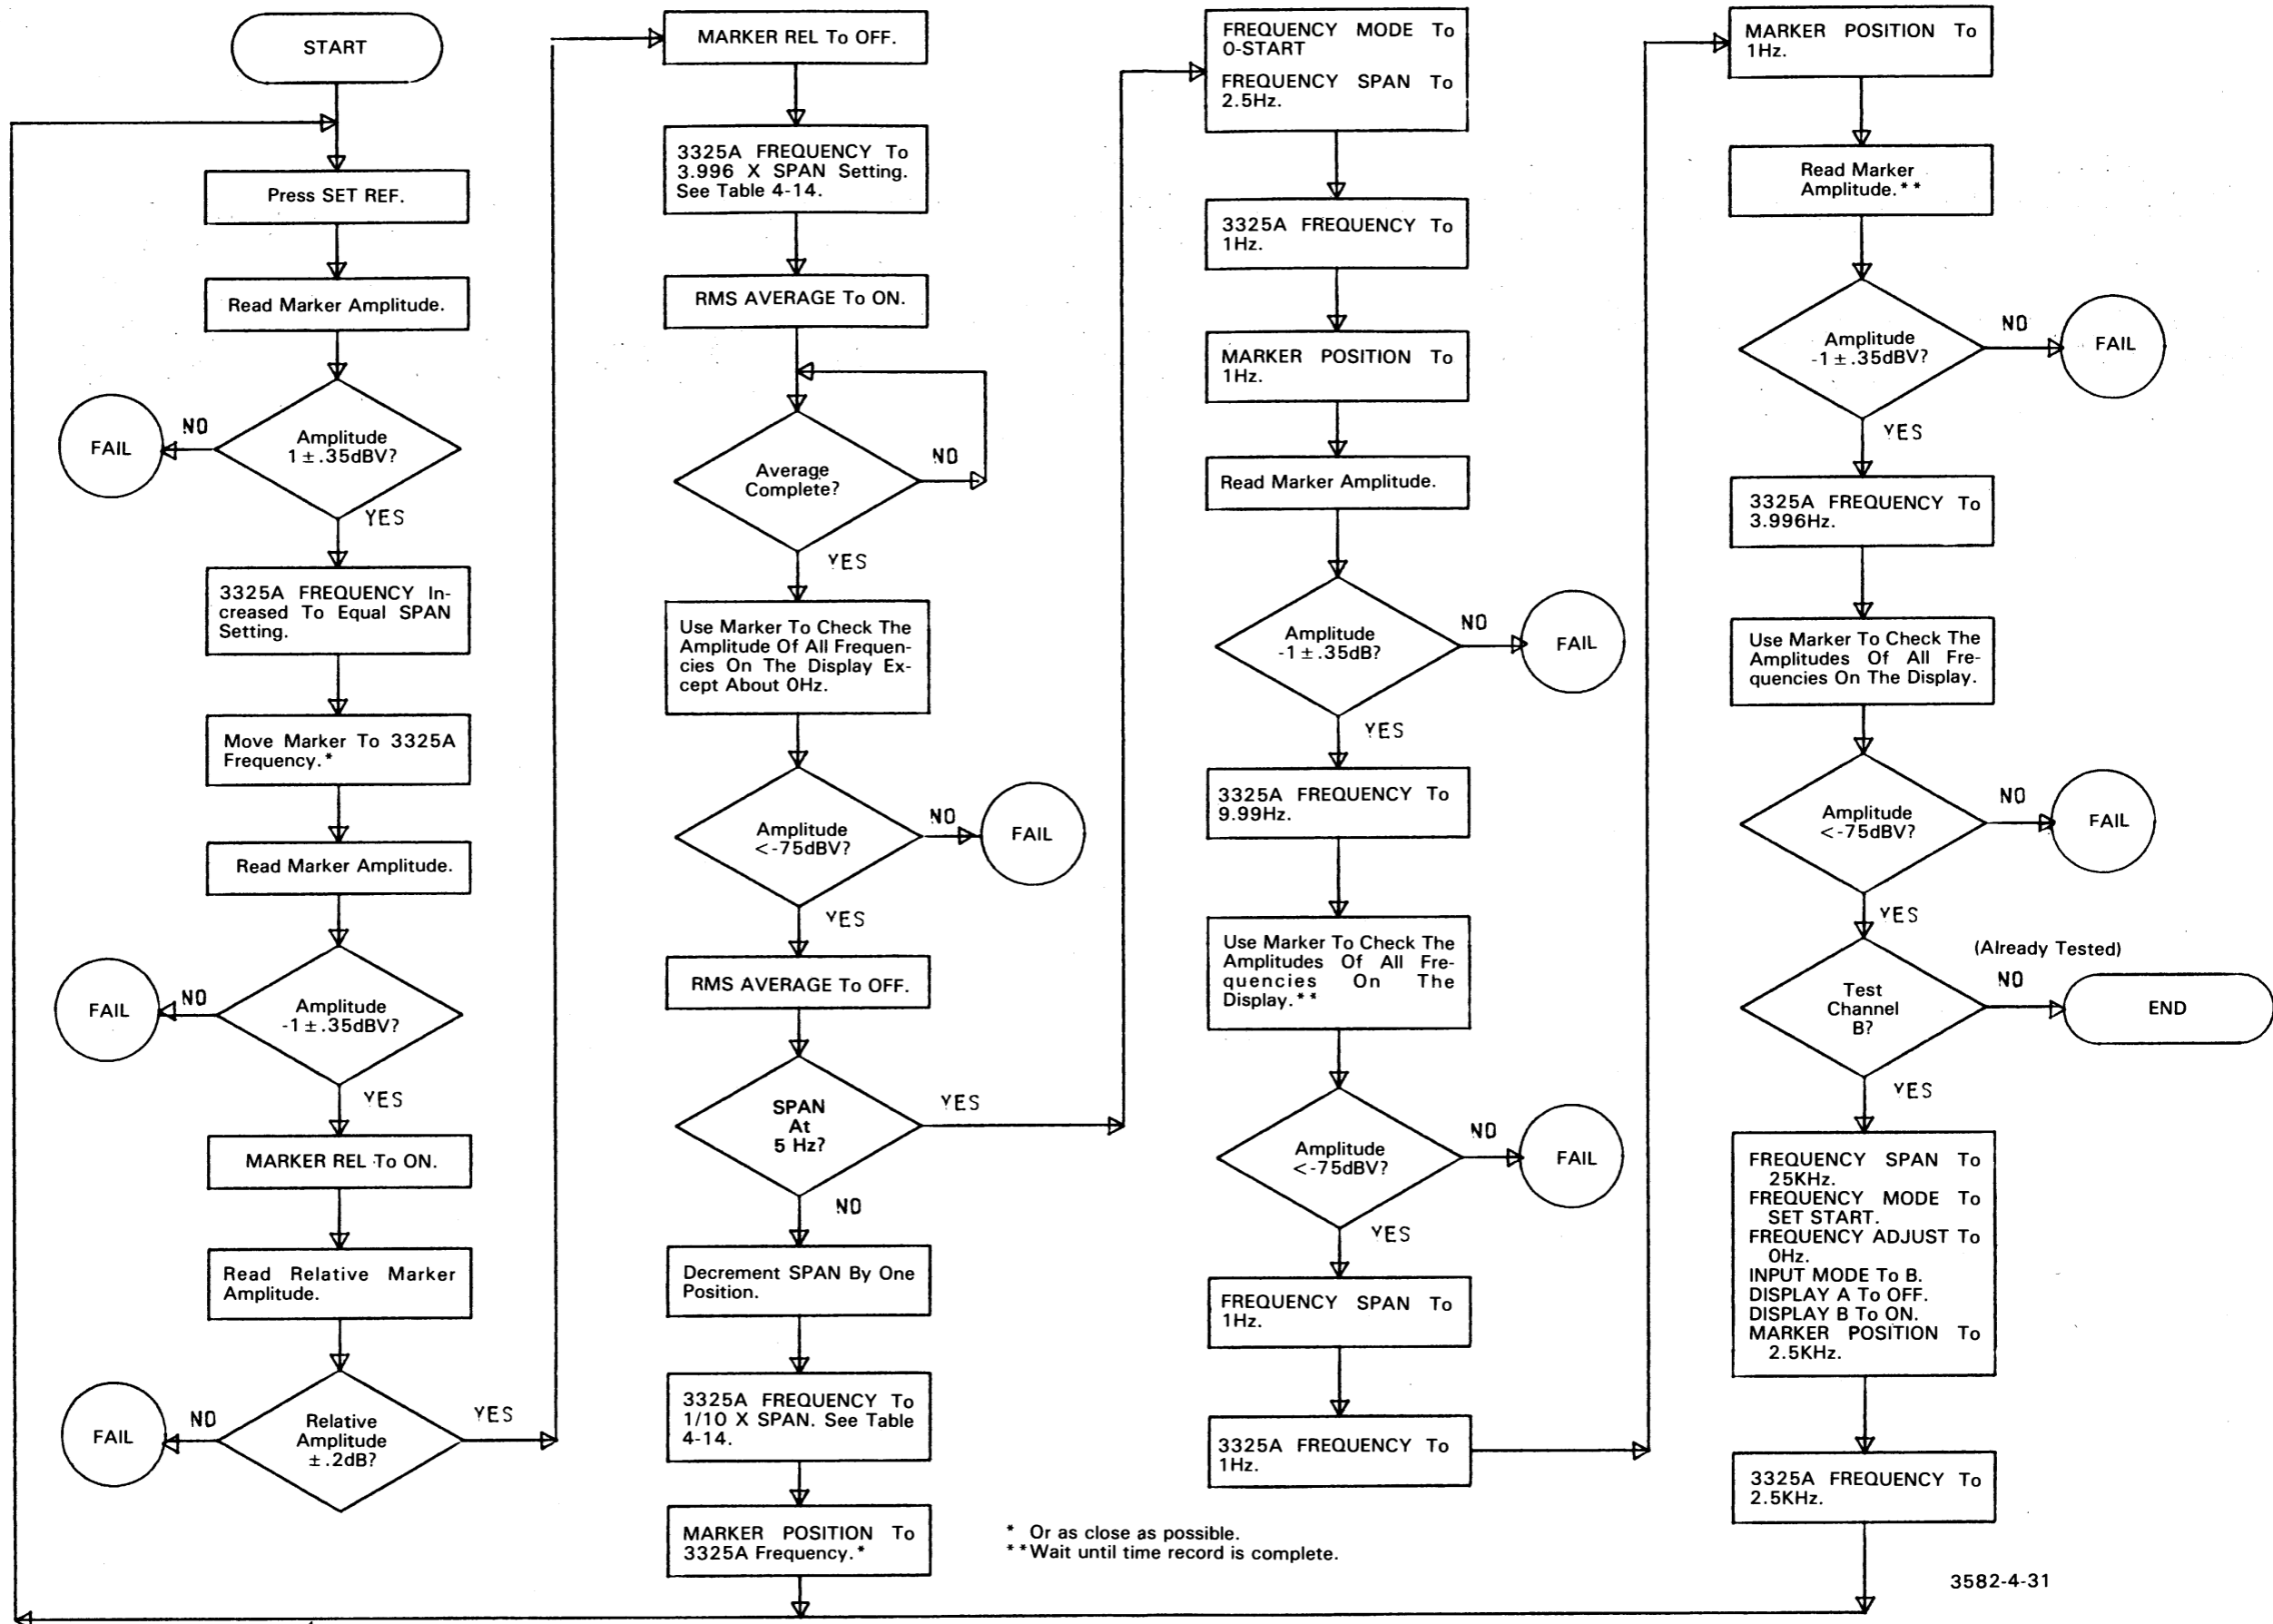 START
Press SET REF.
Read Marker Amplitude.
Amplitude
1 ± .35dBV?
NO
FAIL
YES
3325A FREQUENCY In-
creased To Equal SPAN
Setting.
Move Marker To 3325A
Frequency.*
Read Marker Amplitude.
Amplitude
-1 ± .35dBV?
NO
FAIL
YES
MARKER REL To ON.
Read Relative Marker
Amplitude.
Relative
Amplitude
± .2dB?
NO
FAIL
YES
MARKER REL To OFF.
3325A FREQUENCY To
3.996 X SPAN Setting.
See Table 4-14.
RMS AVERAGE To ON.
Average
Complete?
NO
YES
Use Marker To Check The
Amplitude Of All Frequen-
cies On The Display Ex-
cept About 0Hz.
Amplitude
<-75dBV?
NO
FAIL
YES
RMS AVERAGE To OFF.
SPAN
At
5 Hz?
YES
NO
Decrement SPAN By One
Position.
3325A FREQUENCY To
1/10 X SPAN. See Table
4-14.
MARKER POSITION To
3325A Frequency.*
FREQUENCY MODE To
0-START
FREQUENCY SPAN To
2.5Hz.
3325A FREQUENCY To
1Hz.
MARKER POSITION To
1Hz.
Read Marker Amplitude.
Amplitude
-1 ± .35dB?
NO
FAIL
YES
3325A FREQUENCY To
9.99Hz.
Use Marker To Check The
Amplitudes Of All Fre-
quencies On The
Display.**
Amplitude
<-75dBV?
NO
FAIL
YES
FREQUENCY SPAN To
1Hz.
3325A FREQUENCY To
1Hz.
MARKER POSITION To
1Hz.
Read Marker
Amplitude.**
Amplitude
-1 ± .35dBV?
NO
FAIL
YES
3325A FREQUENCY To
3.996Hz.
Use Marker To Check The
Amplitudes Of All Fre-
quencies On The Display.
Amplitude
<-75dBV?
NO
FAIL
YES
Test
Channel
B?
(Already Tested)
NO
END
YES
FREQUENCY SPAN To
25KHz.
FREQUENCY MODE To
SET START.
FREQUENCY ADJUST To
0Hz.
INPUT MODE To B.
DISPLAY A To OFF.
DISPLAY B To ON.
MARKER POSITION To
2.5KHz.
3325A FREQUENCY To
2.5KHz.
* Or as close as possible.
**Wait until time record is complete.
3582-4-31